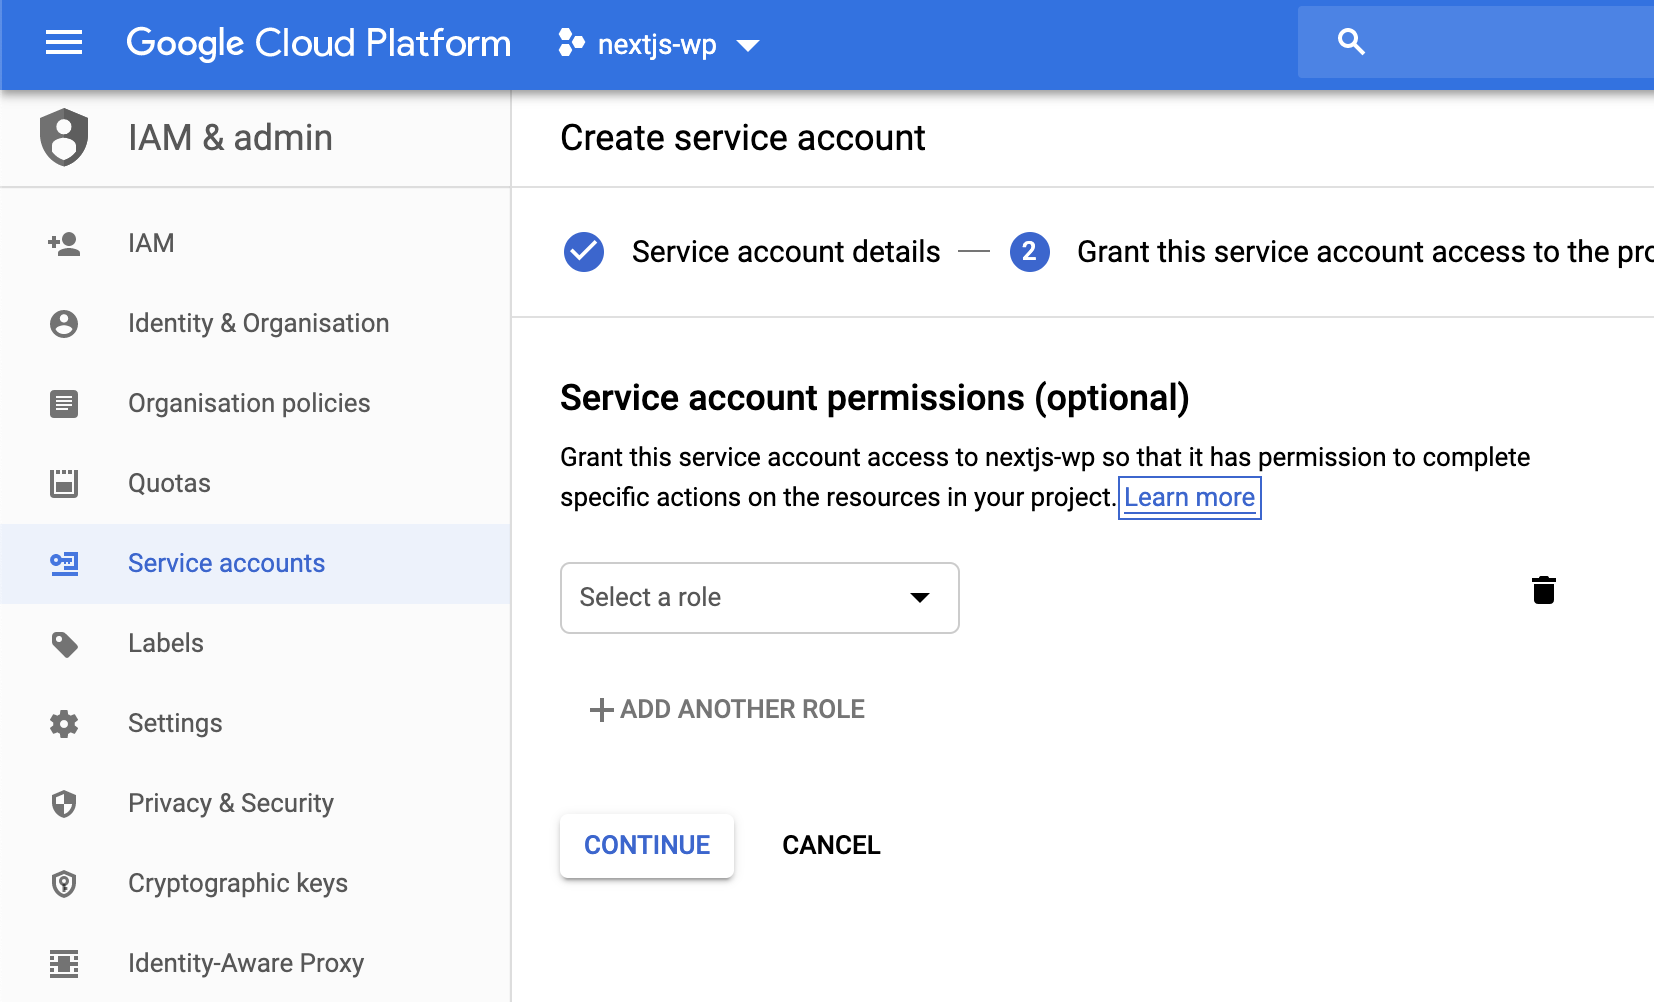 Google Cloud Platform
nextjs-wp
IAM & admin
Create service account
IAM
Identity & Organisation
Organisation policies
Quotas
Service accounts
Labels
Settings
Privacy & Security
Cryptographic keys
Identity-Aware Proxy
Service account details
2 Grant this service account access to the pro
Service account permissions (optional)
Grant this service account access to nextjs-wp so that it has permission to complete
specific actions on the resources in your project. Learn more
Select a role
ADD ANOTHER ROLE
CONTINUE
CANCEL